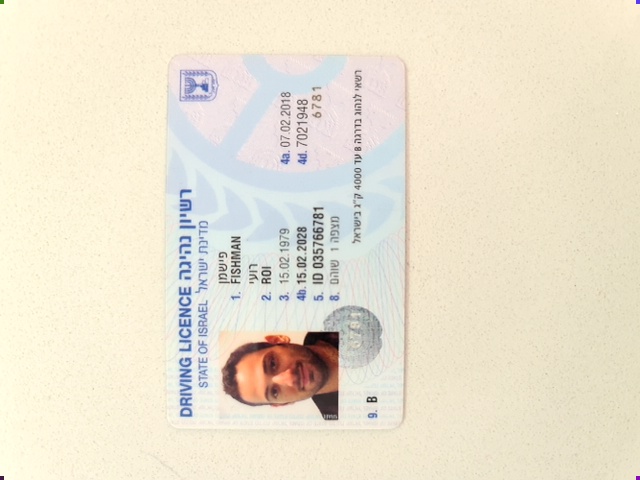 רשיון נהיגה DRIVING LICENCE
מדינת ישראל STATE OF ISRAEL
1. פישמן
FISHMAN
2. רועי
ROI
3. 15.02.1979
4a. 07.02.2018
4b. 15.02.2028
4d. 7021948
5. ID 035766781
6781
8. מצפה 1 שוהם
6781
9. B
רשאי לנהוג בדרגה B עד 4000 ק"ג בישראל